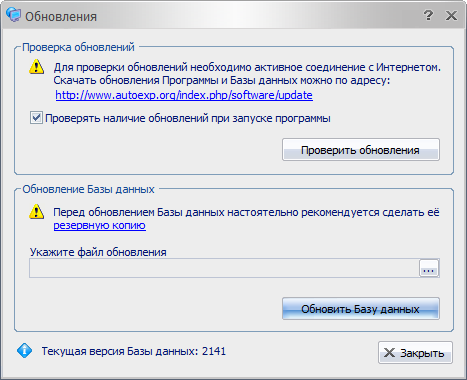 Обновления
Проверка обновлений
Для проверки обновлений необходимо активное соединение с Интернетом.
Скачать обновления Программы и Базы данных можно по адресу:
http://www.autoexp.org/index.php/software/update
Проверять наличие обновлений при запуске программы
Проверить обновления
Обновление Базы данных
Перед обновлением Базы данных настоятельно рекомендуется сделать её
резервную копию
Укажите файл обновления
...
Обновить Базу данных
Текущая версия Базы данных: 2141
Закрыть